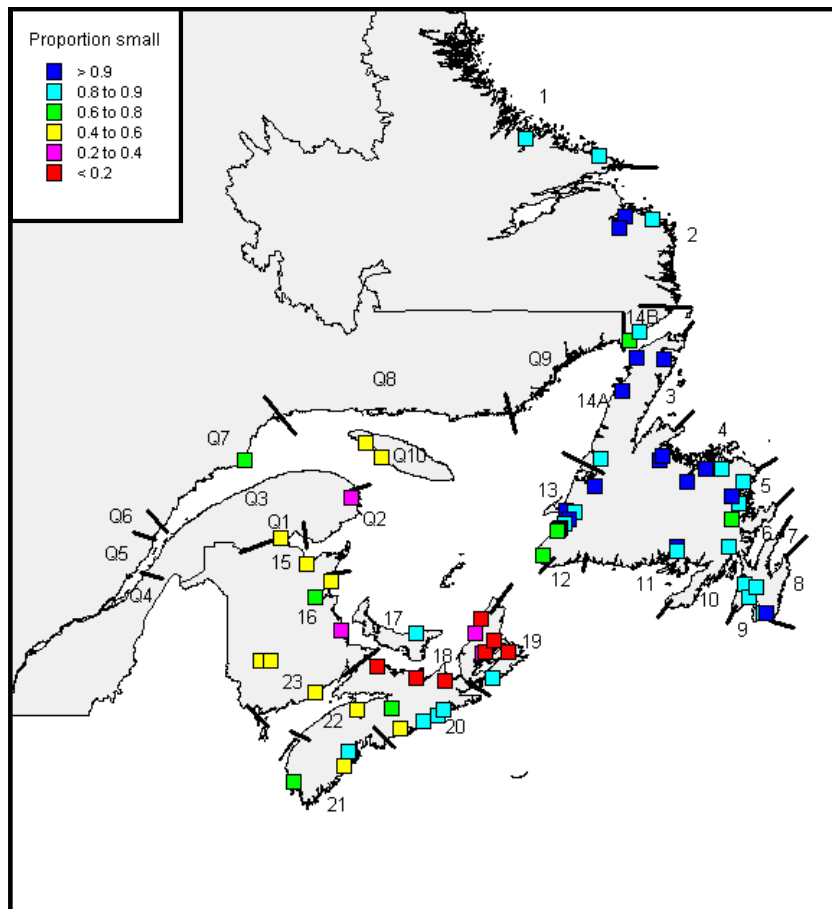 Proportion small
> 0.9
0.8 to 0.9
0.6 to 0.8
0.4 to 0.6
0.2 to 0.4
< 0.2
1
2
14B
Q9
Q8
14A
3
4
Q7
Q10
Q3
5
Q6
Q2
13
Q1
Q5
6
7
15
12
11
Q4
8
16
10
17
9
18
19
23
22
20
21